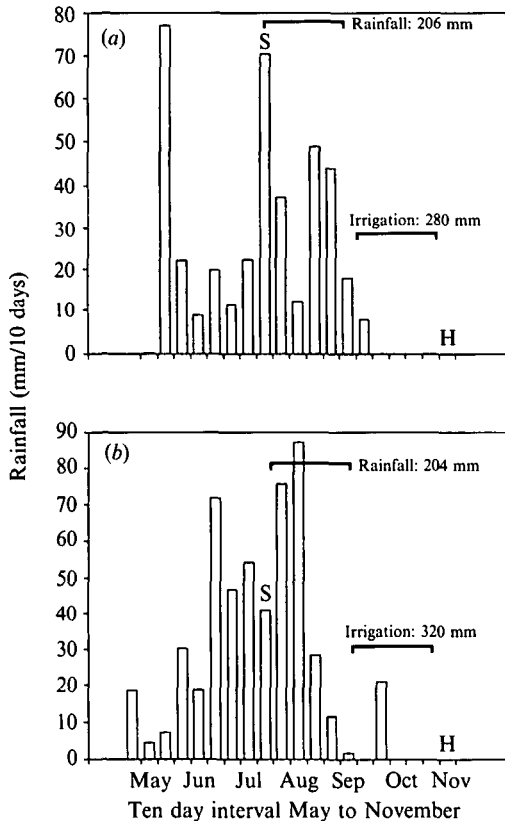 Rainfall (mm/10 days)
(a)
80
70
60
50
40
30
20
10
0
S
Rainfall: 206 mm
Irrigation: 280 mm
H
(b)
90
80
70
60
50
40
30
20
10
0
S
Rainfall: 204 mm
Irrigation: 320 mm
H
May Jun Jul Aug Sep Oct Nov
Ten day interval May to November